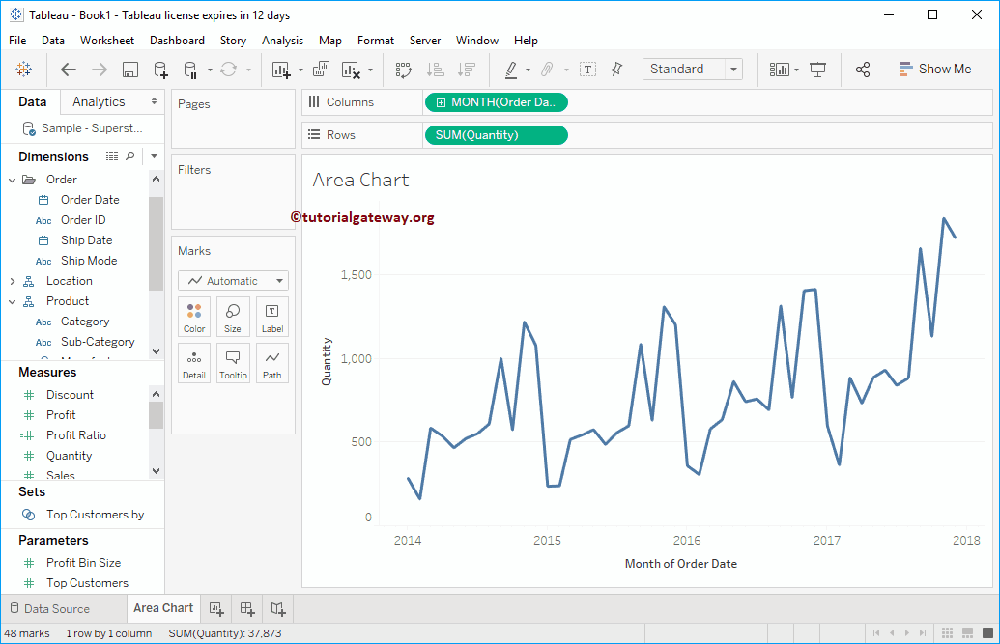 Tableau - Book1 - Tableau license expires in 12 days
File Data Worksheet Dashboard Story Analysis Map Format Server Window Help
Standard
Show Me
Data Analytics
Sample - Superst...
Dimensions
Order
Order Date
Abc Order ID
Ship Date
Abc Ship Mode
Location
Product
Abc Category
Abc Sub-Category
Measures
Discount
Profit
Profit Ratio
Quantity
Sales
Sets
Top Customers by ...
Parameters
Profit Bin Size
Top Customers
Pages
Filters
Marks
Automatic
Color Size Label
Detail Tooltip Path
Columns MONTH(Order Da..
Rows SUM(Quantity)
Area Chart
©tutorialgateway.org
Quantity
1,500
1,000
500
0
2014 2015 2016 2017 2018
Month of Order Date
Data Source Area Chart
48 marks 1 row by 1 column SUM(Quantity): 37,873